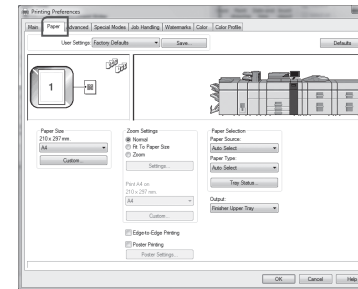 Printing Preferences
Main Paper Advanced Special Modes Job Handling Watermarks Color Color Profile
User Settings: Factory Defaults Save... Defaults
1
Paper Size
210 x 297 mm.
A4
Custom...
Zoom Settings
Normal
Fit To Paper Size
Zoom
Settings...
Print A4 on
210 x 297 mm.
A4
Custom...
Edge-to-Edge Printing
Poster Printing
Poster Settings...
Paper Selection
Paper Source:
Auto Select
Paper Type:
Auto Select
Tray Status...
Output:
Finisher Upper Tray
OK Cancel Help